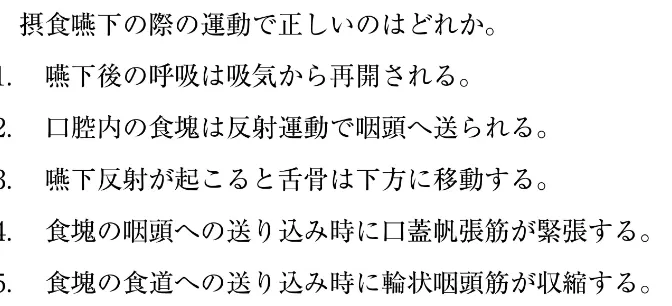 摂食嚥下の際の運動で正しいのはどれか。
1. 嚥下後の呼吸は吸気から再開される。
2. 口腔内の食塊は反射運動で咽頭へ送られる。
3. 嚥下反射が起こると舌骨は下方に移動する。
4. 食塊の咽頭への送り込み時に口蓋帆張筋が緊張する。
5. 食塊の食道への送り込み時に輪状咽頭筋が収縮する。